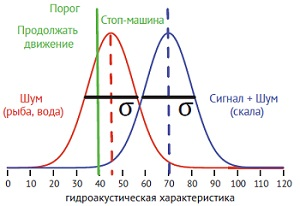 Порог
Продолжать движение
Стоп-машина
Шум
(рыба, вода)
σ
σ
Сигнал + Шум
(скала)
0 10 20 30 40 50 60 70 80 90 100 100 120
гидроакустическая характеристика